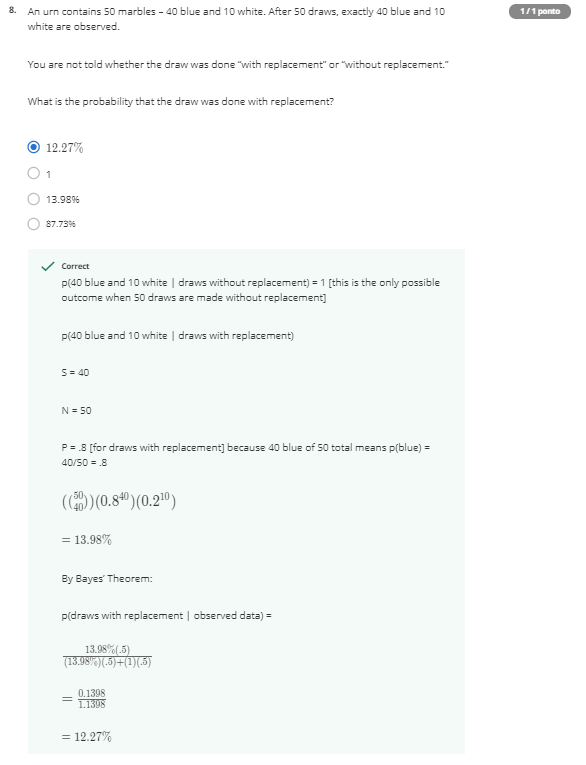 8. An urn contains 50 marbles – 40 blue and 10 white. After 50 draws, exactly 40 blue and 10
white are observed.
1 / 1 ponto
You are not told whether the draw was done "with replacement" or "without replacement."
What is the probability that the draw was done with replacement?
12.27%
1
13.98%
87.73%
Correct
p(40 blue and 10 white | draws without replacement) = 1 [this is the only possible
outcome when 50 draws are made without replacement]
p(40 blue and 10 white | draws with replacement)
S = 40
N = 50
P = .8 [for draws with replacement] because 40 blue of 50 total means p(blue) =
40/50 = .8
((50 40))(0.8^40)(0.2^10)
= 13.98%
By Bayes' Theorem:
p(draws with replacement | observed data) =
13.98%(.5)
(13.98%)(.5)+(1)(.5)
= 0.1398
1.1398
= 12.27%